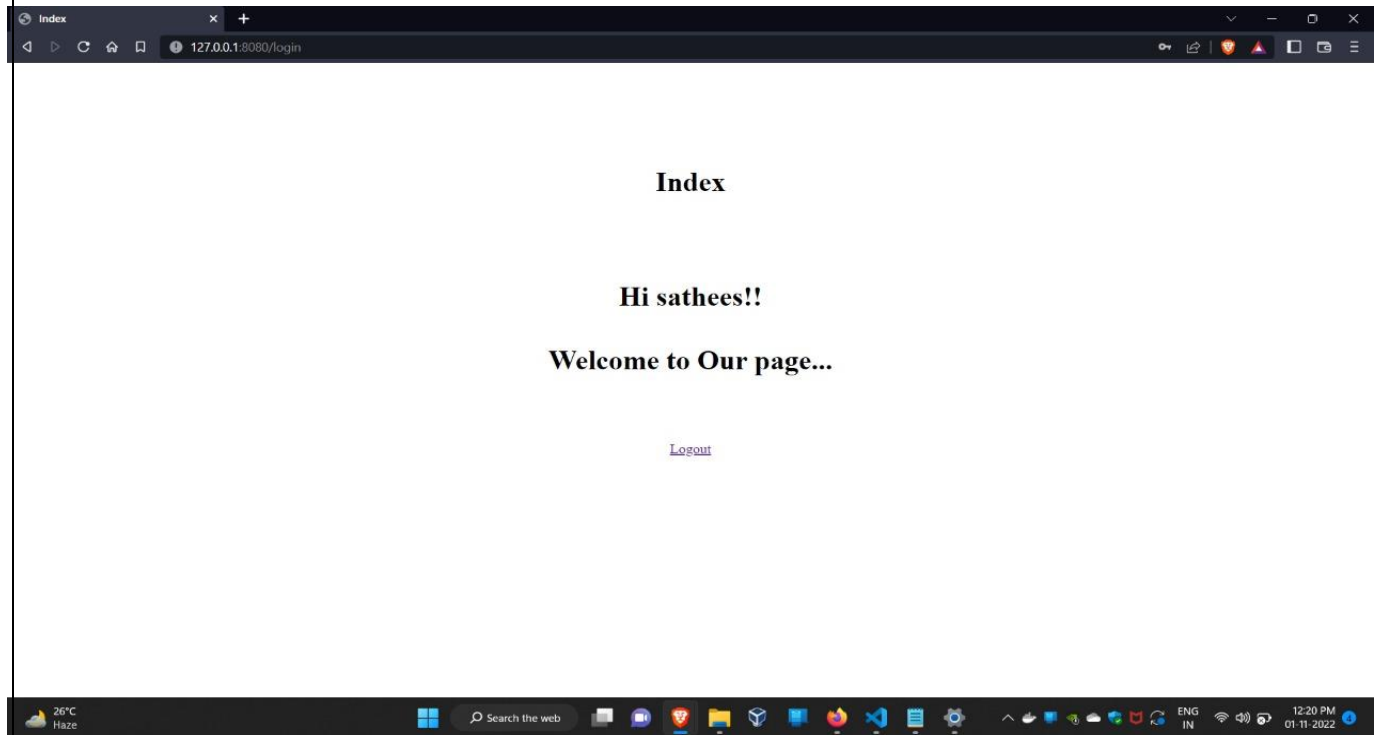 Index
127.0.0.1:8080/login
Index
Hi sathees!!
Welcome to Our page...
Logout
26°C
Haze
Search the web
ENG
IN
12:20 PM
01-11-2022
4